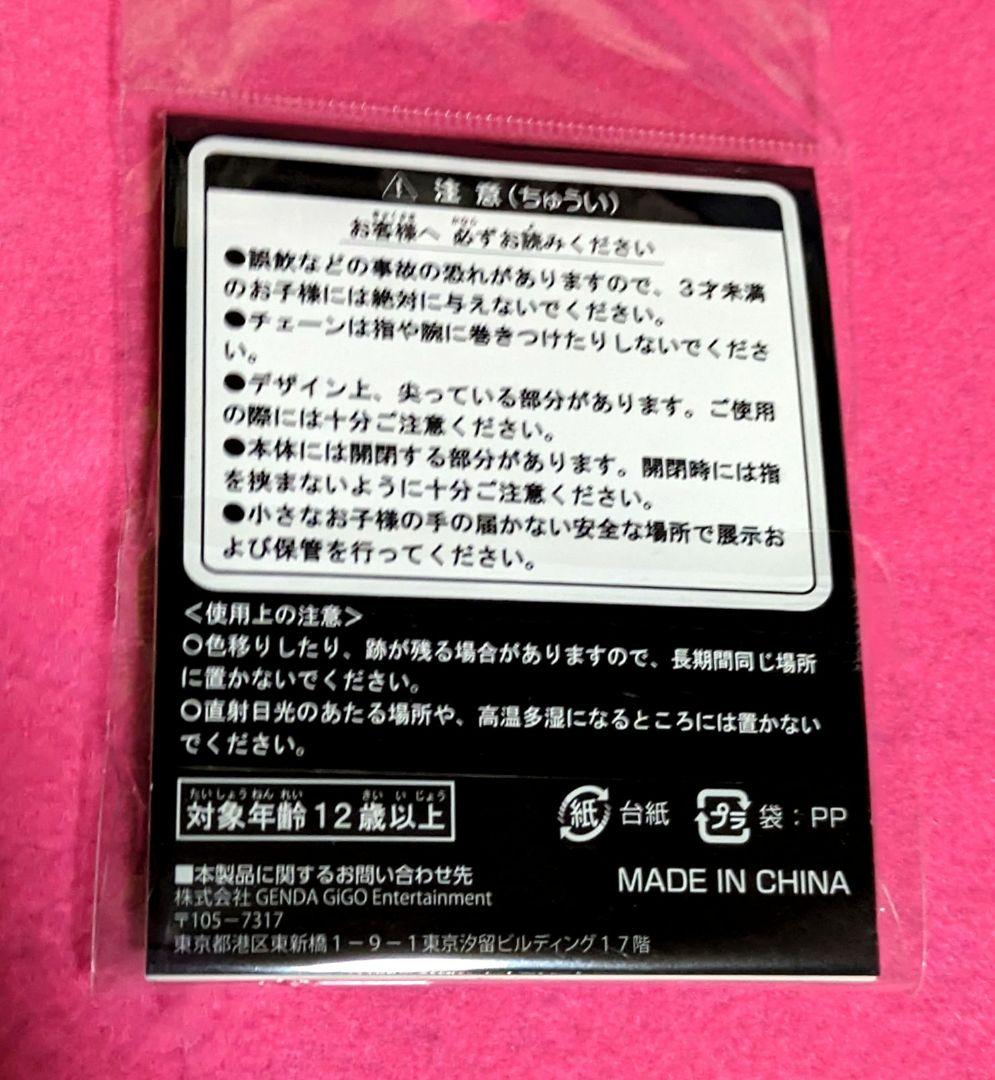 ⚠ 注 意(ちゅうい)
お客様へ 必ずお読みください
●誤飲などの事故の恐れがありますので、3才未満
のお子様には絶対に与えないでください。
●チェーンは指や腕に巻きつけたりしないでくださ
い。
●デザイン上、尖っている部分があります。ご使用
の際には十分ご注意ください。
●本体には開閉する部分があります。開閉時には指
を挟まないように十分ご注意ください。
●小さなお子様の手の届かない安全な場所で展示お
よび保管を行ってください。
<使用上の注意>
○色移りしたり、跡が残る場合がありますので、長期間同じ場所
に置かないでください。
○直射日光のあたる場所や、高温多湿になるところには置かない
でください。
たいしょうねんれい さいいじょう
対象年齢12歳以上
紙 台紙 プラ 袋:PP
■本製品に関するお問い合わせ先
MADE IN CHINA
株式会社 GENDA GiGO Entertainment
〒105-7317
東京都港区東新橋1-9-1東京汐留ビルディング17階